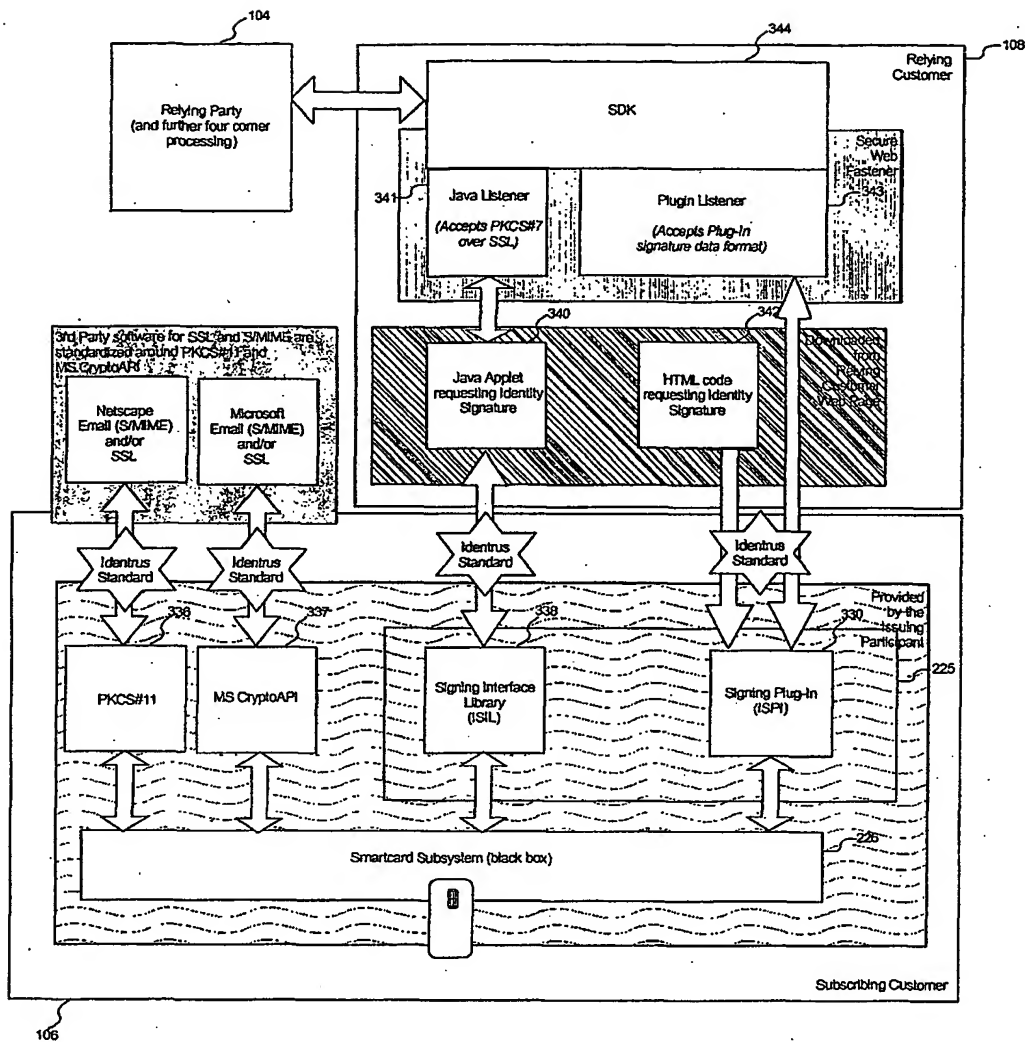 104
344
108
Relying
Customer
Relying Party
(and further four corner
processing)
SDK
Secure
Web
Fastener
341
Java Listener
(Accepts PKCS#7
over SSL)
Plugin Listener
343
(Accepts Plug-In
signature data format)
3rd Party software for SSL and S/MIME are
standardized around PKCS#11 and
MS CryptoAPI
Netscape
Email (S/MIME)
and/or
SSL
Microsoft
Email (S/MIME)
and/or
SSL
340
342
Downloaded
from
Relying
Customer
Web Page
Java Applet
requesting Identity
Signature
HTML code
requesting Identity
Signature
Identrus
Standard
Identrus
Standard
Identrus
Standard
Identrus
Standard
Provided
by the
Issuing
Participant
336
337
338
330
225
PKCS#11
MS CryptoAPI
Signing Interface
Library
(ISIL)
Signing Plug-In
(ISPI)
226
Smartcard Subsystem (black box)
Subscribing Customer
106